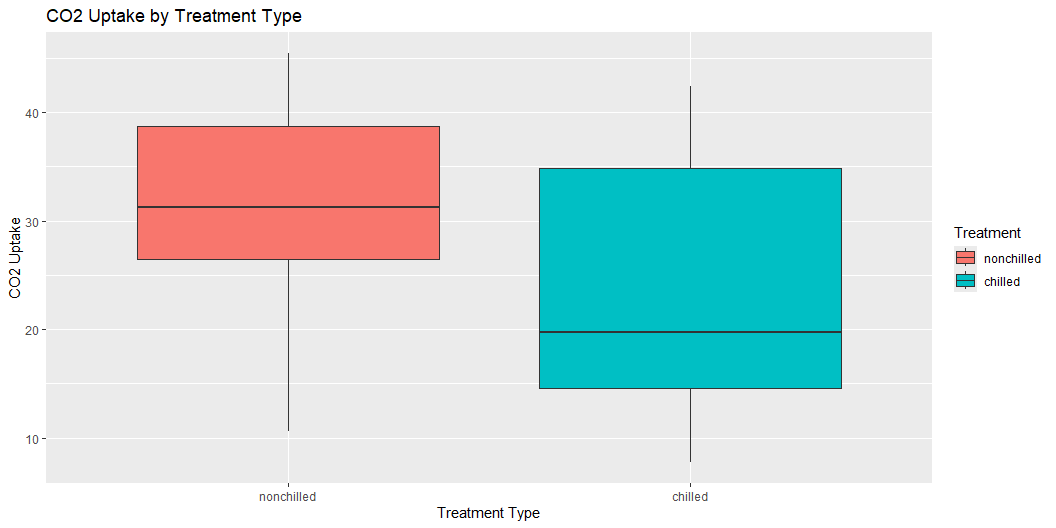 CO2 Uptake by Treatment Type
CO2 Uptake
40
30
20
10
nonchilled
chilled
Treatment Type
Treatment
nonchilled
chilled